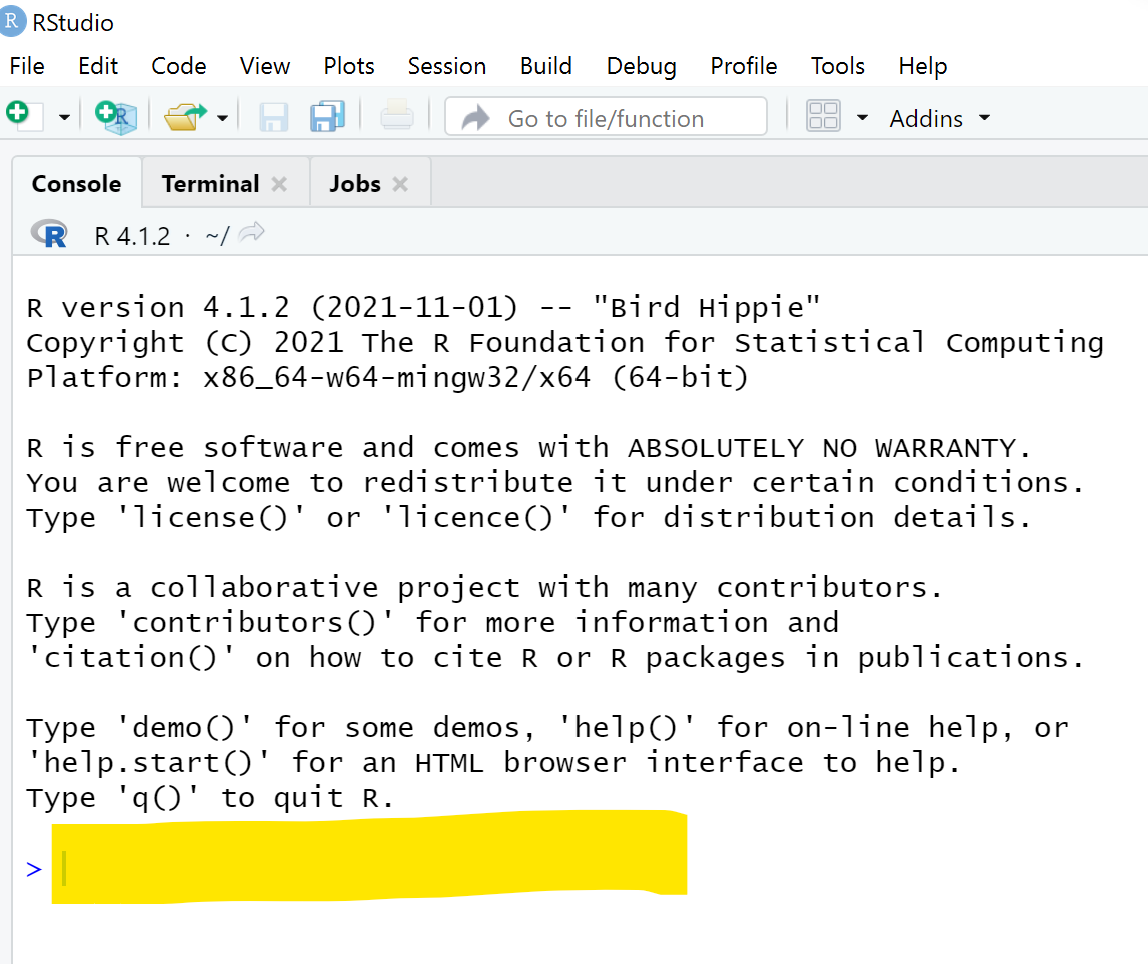 RStudio
File Edit Code View Plots Session Build Debug Profile Tools Help
Go to file/function Addins
Console Terminal Jobs
R 4.1.2 · ~/
R version 4.1.2 (2021-11-01) -- "Bird Hippie"
Copyright (C) 2021 The R Foundation for Statistical Computing
Platform: x86_64-w64-mingw32/x64 (64-bit)
R is free software and comes with ABSOLUTELY NO WARRANTY.
You are welcome to redistribute it under certain conditions.
Type 'license()' or 'licence()' for distribution details.
R is a collaborative project with many contributors.
Type 'contributors()' for more information and
'citation()' on how to cite R or R packages in publications.
Type 'demo()' for some demos, 'help()' for on-line help, or
'help.start()' for an HTML browser interface to help.
Type 'q()' to quit R.
>